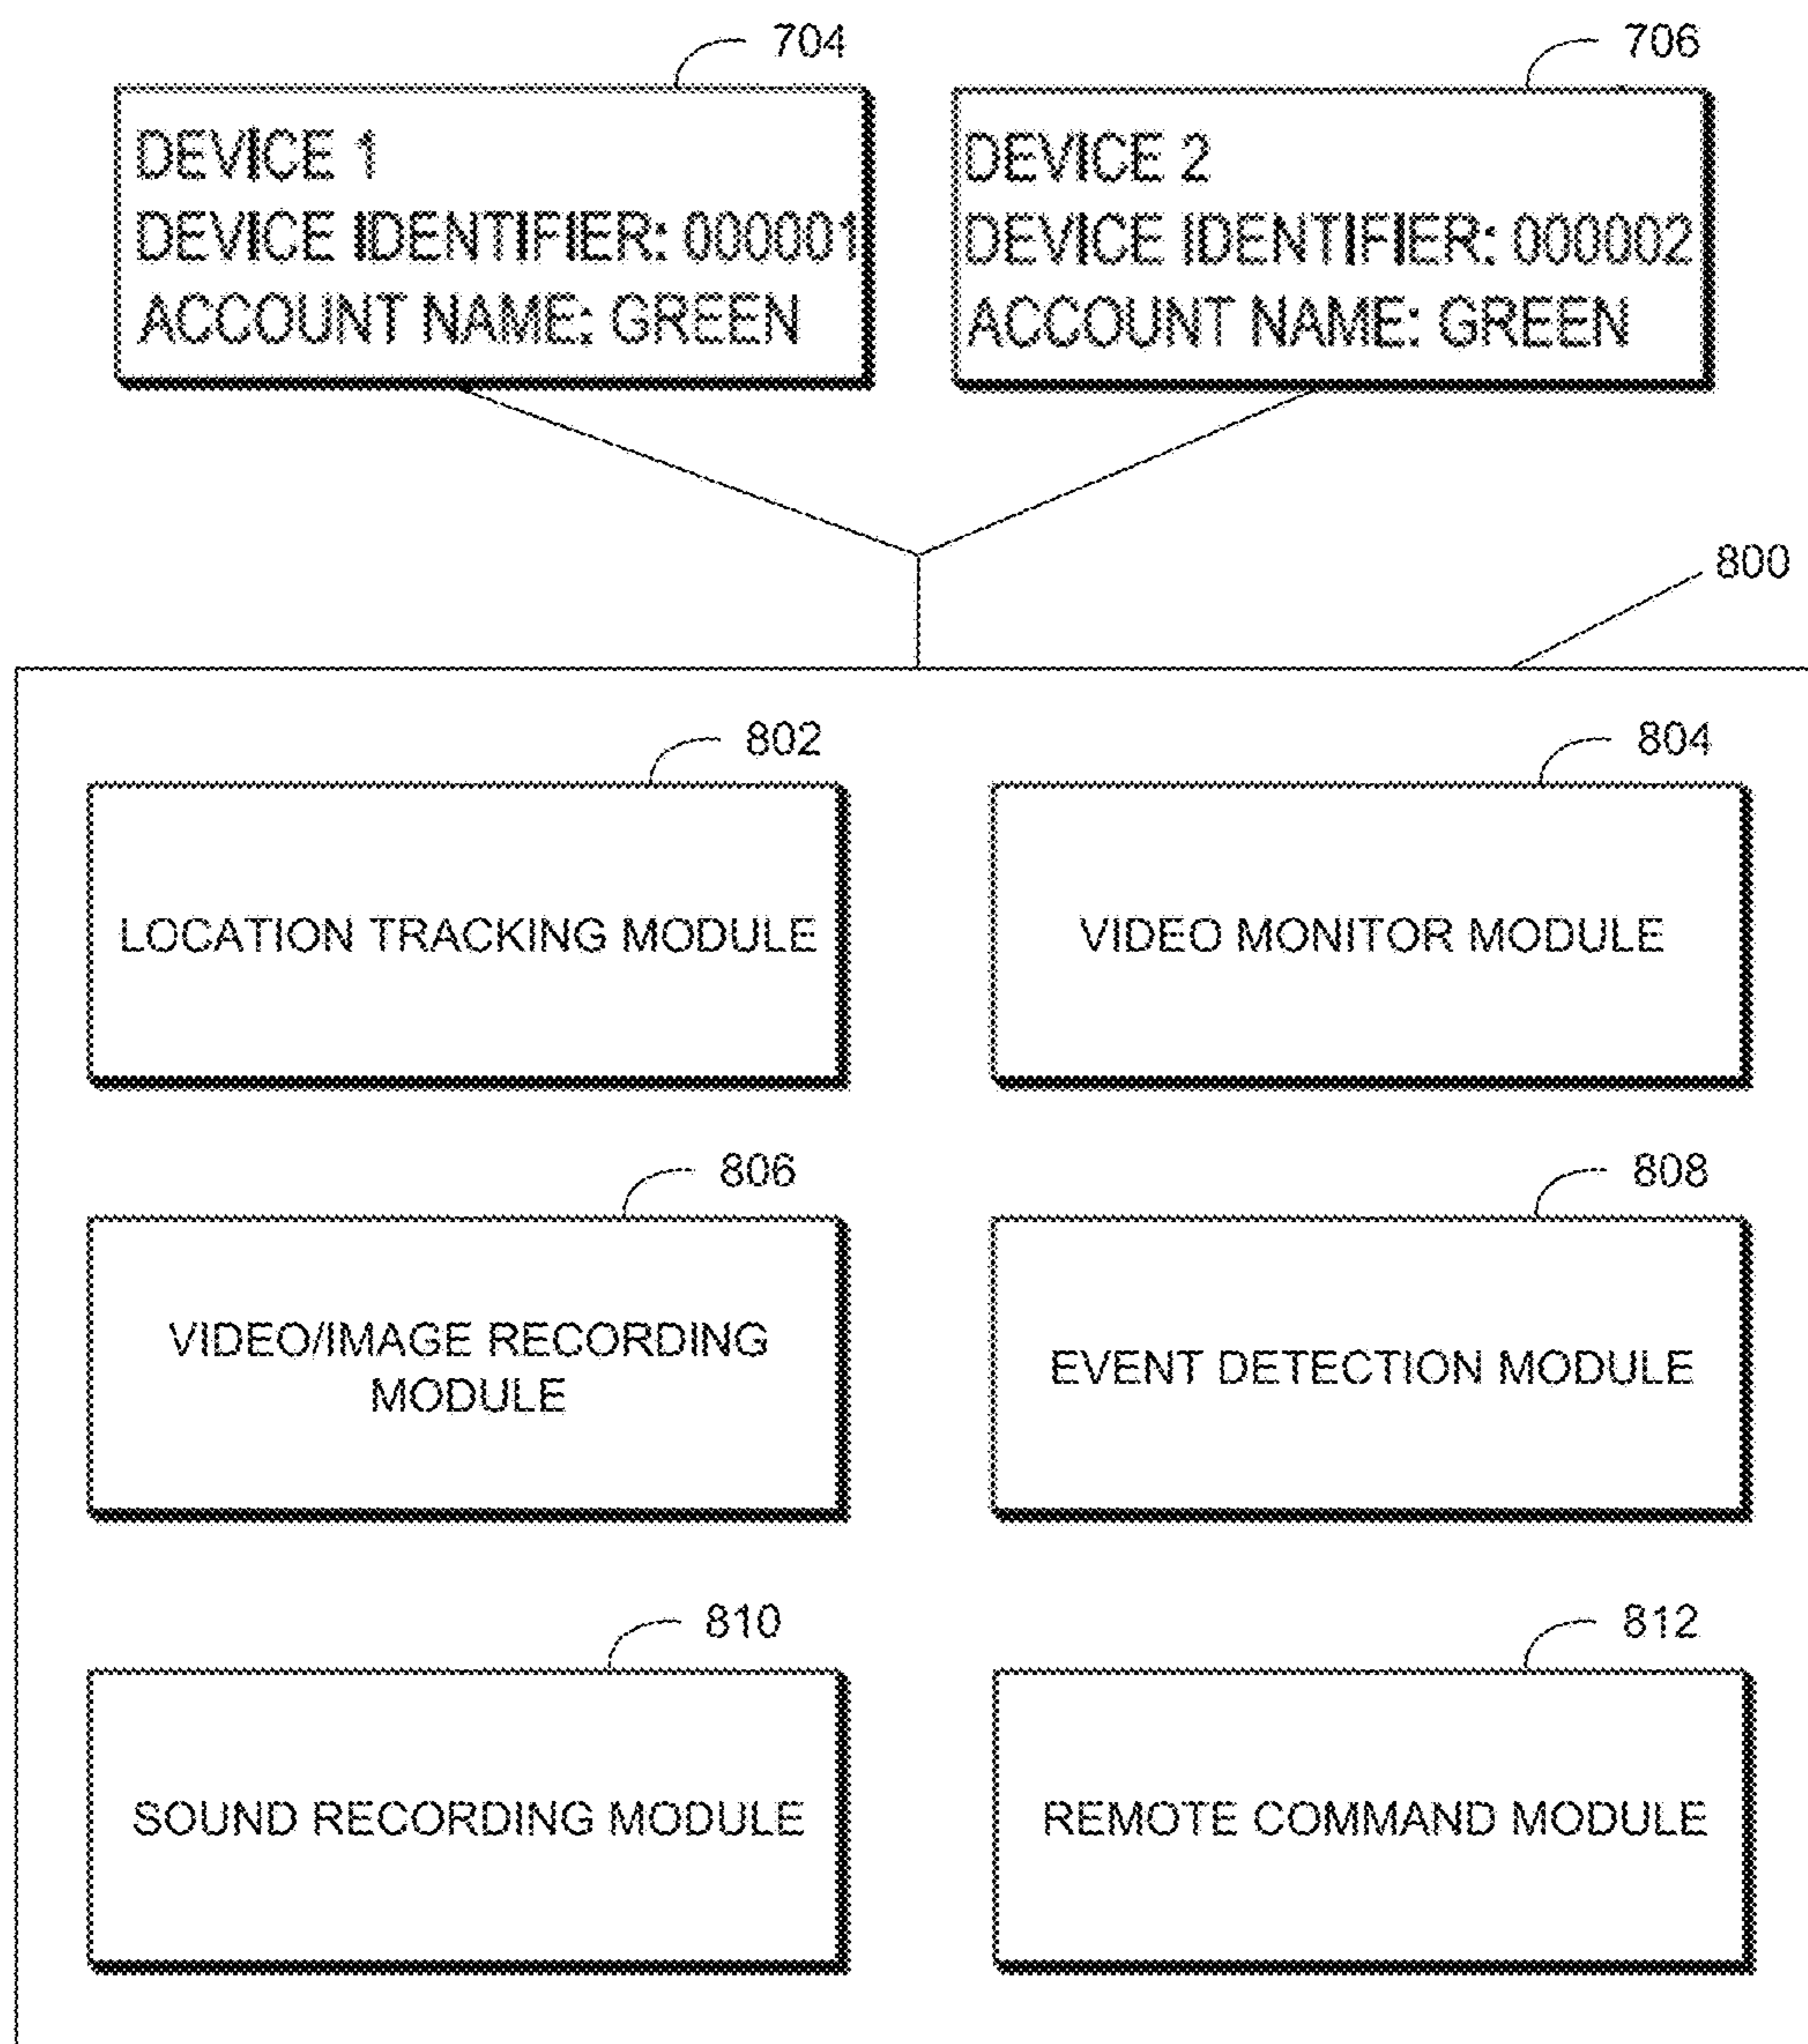 704
706
DEVICE 1
DEVICE IDENTIFIER: 000001
ACCOUNT NAME: GREEN
DEVICE 2
DEVICE IDENTIFIER: 000002
ACCOUNT NAME: GREEN
800
802
804
LOCATION TRACKING MODULE
VIDEO MONITOR MODULE
806
808
VIDEO/IMAGE RECORDING
MODULE
EVENT DETECTION MODULE
810
812
SOUND RECORDING MODULE
REMOTE COMMAND MODULE